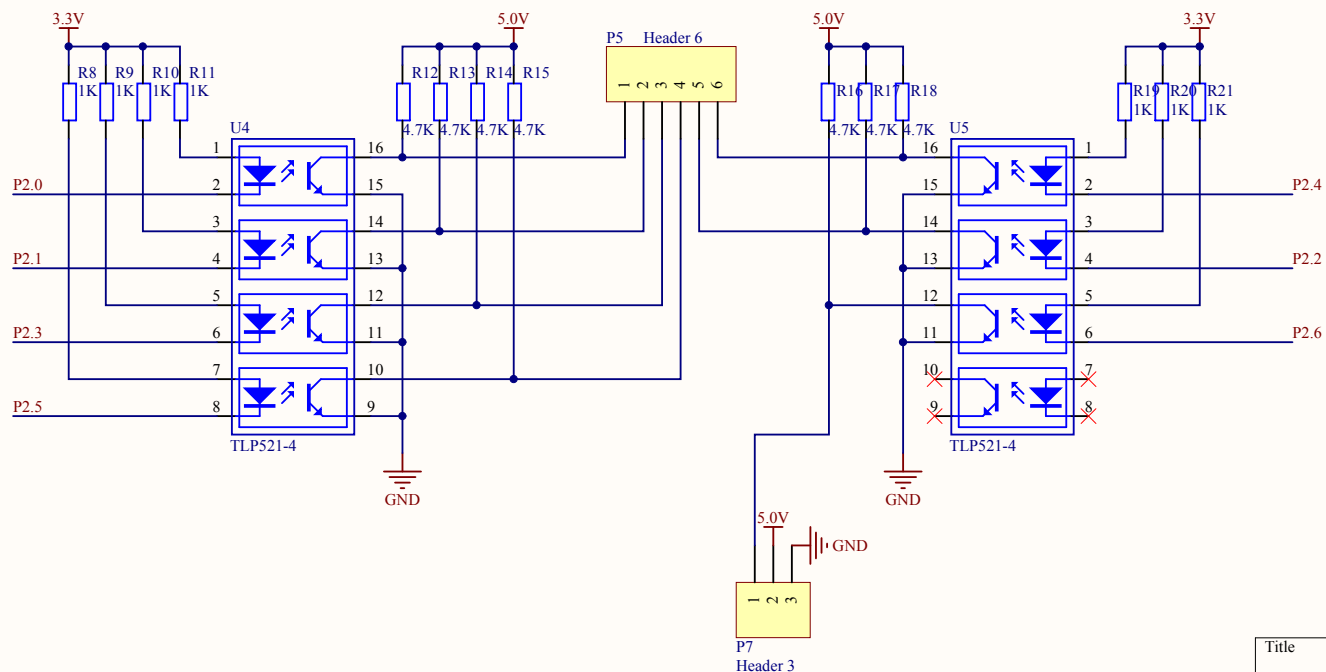 3.3V 5.0V 5.0V 3.3V
P5 Header 6
R8 R9 R10 R11 R12 R13 R14 R15 R16 R17 R18 R19 R20 R21
1K 1K 1K 1K 1 2 3 4 5 6 1K 1K 1K
4.7K 4.7K 4.7K 4.7K 4.7K 4.7K 4.7K
U4 U5
1 16 16 1
P2.0 2 15 15 2 P2.4
3 14 14 3
P2.1 4 13 13 4 P2.2
5 12 12 5
P2.3 6 11 11 6 P2.6
7 10 10 7
P2.5 8 9 9 8
TLP521-4 TLP521-4
GND GND
5.0V
GND
1 2 3
P7
Header 3
Title